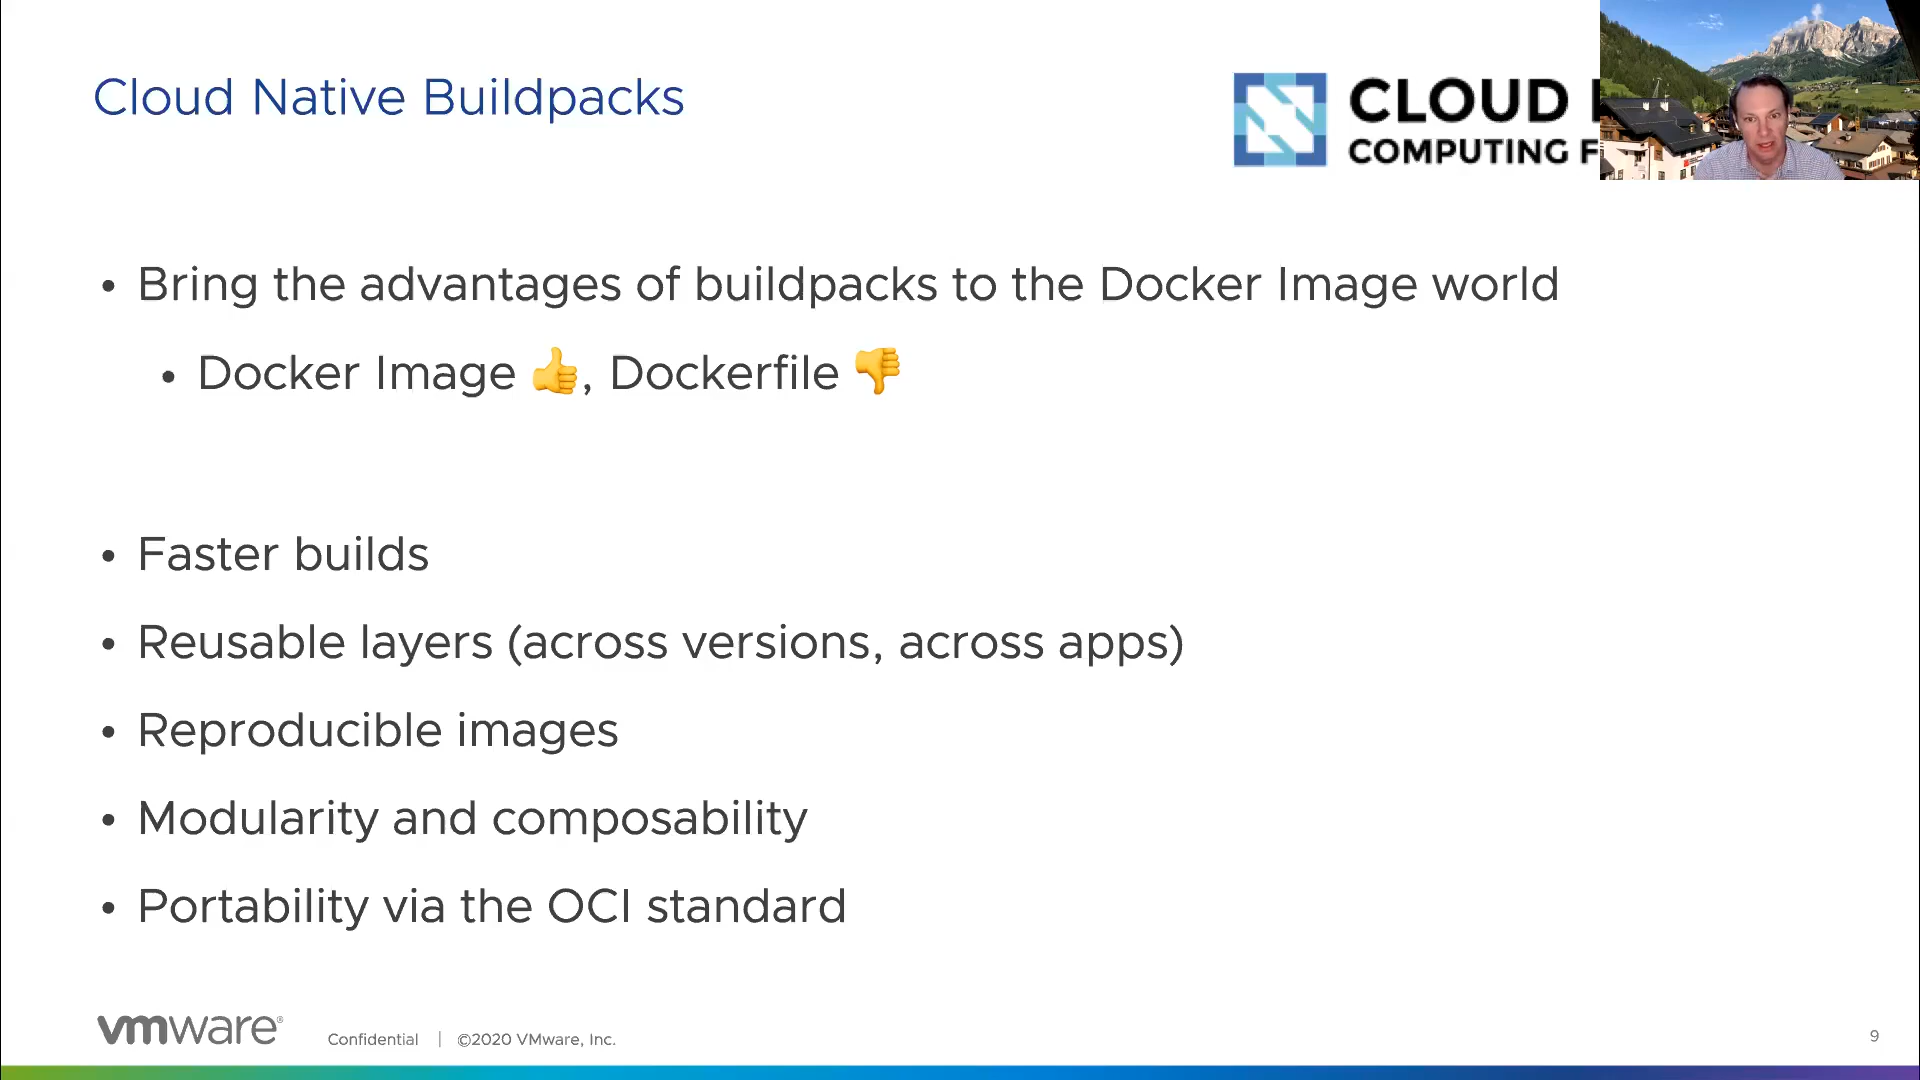 Cloud Native Buildpacks
CLOUD
COMPUTING F
• Bring the advantages of buildpacks to the Docker Image world
• Docker Image 👍, Dockerfile 👎
• Faster builds
• Reusable layers (across versions, across apps)
• Reproducible images
• Modularity and composability
• Portability via the OCI standard
vmware®
Confidential | ©2020 VMware, Inc.
9